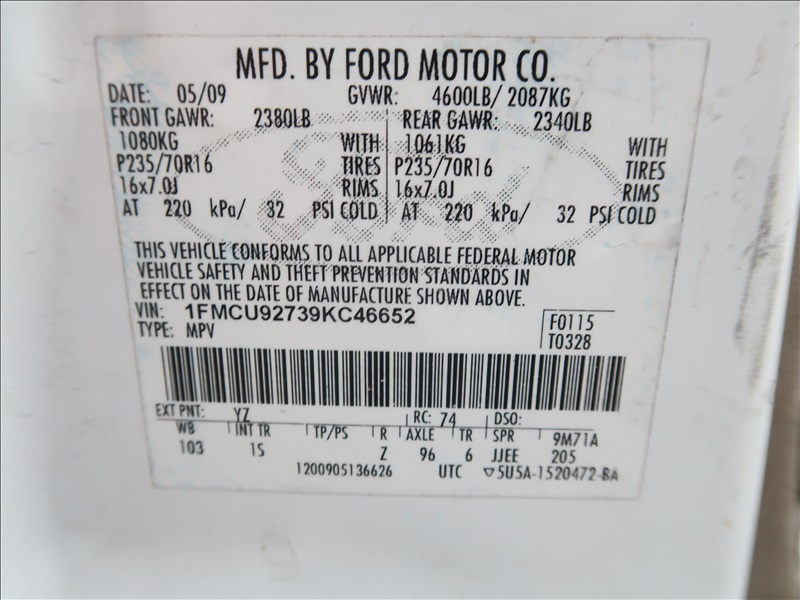 MFD. BY FORD MOTOR CO.
DATE: 05/09 GVWR: 4600LB/ 2087KG
FRONT GAWR: 2380LB REAR GAWR: 2340LB
1080KG WITH 1061KG WITH
P235/70R16 TIRES P235/70R16 TIRES
16x7.0J RIMS 16x7.0J RIMS
AT 220 kPa/ 32 PSI COLD AT 220 kPa/ 32 PSI COLD
Ford
THIS VEHICLE CONFORMS TO ALL APPLICABLE FEDERAL MOTOR
VEHICLE SAFETY AND THEFT PREVENTION STANDARDS IN
EFFECT ON THE DATE OF MANUFACTURE SHOWN ABOVE.
VIN: 1FMCU92739KC46652 F0115
TYPE: MPV T0328
EXT PNT: YZ RC: 74 DSO:
WB INT TR TP/PS R AXLE TR SPR 9M71A
103 1S Z 96 6 JJEE 205
1200905136626 UTC ▽5U5A-1520472-BA